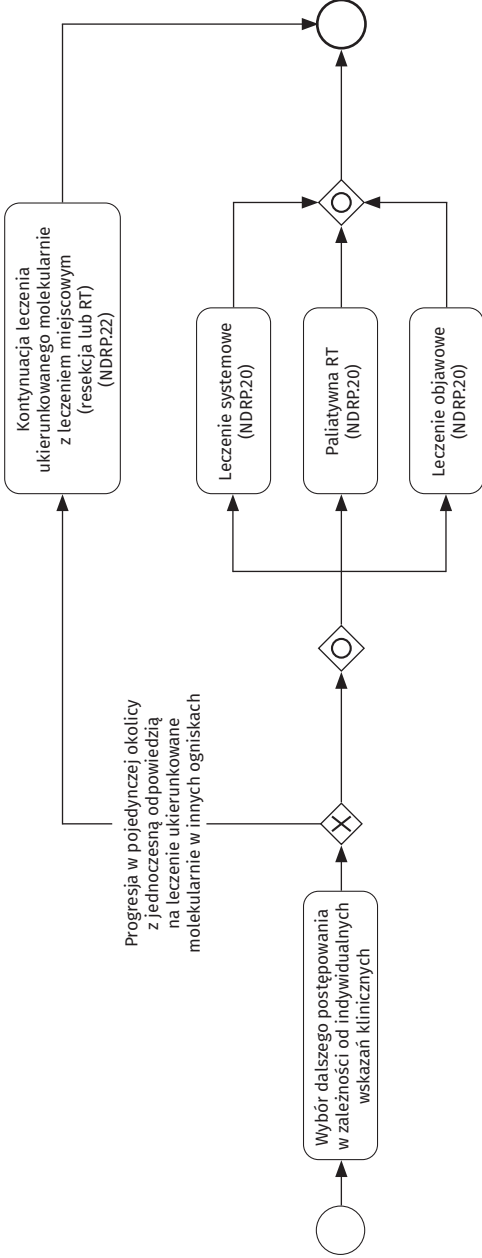 Wybór dalszego postępowania
w zależności od indywidualnych
wskazań klinicznych
X
Progresja w pojedynczej okolicy
z jednoczesną odpowiedzią
na leczenie ukierunkowane
molekularnie w innych ogniskach
Kontynuacja leczenia
ukierunkowanego molekularnie
z leczeniem miejscowym
(resekcja lub RT)
(NDRP.22)
Leczenie systemowe
(NDRP.20)
Paliatywna RT
(NDRP.20)
Leczenie objawowe
(NDRP.20)